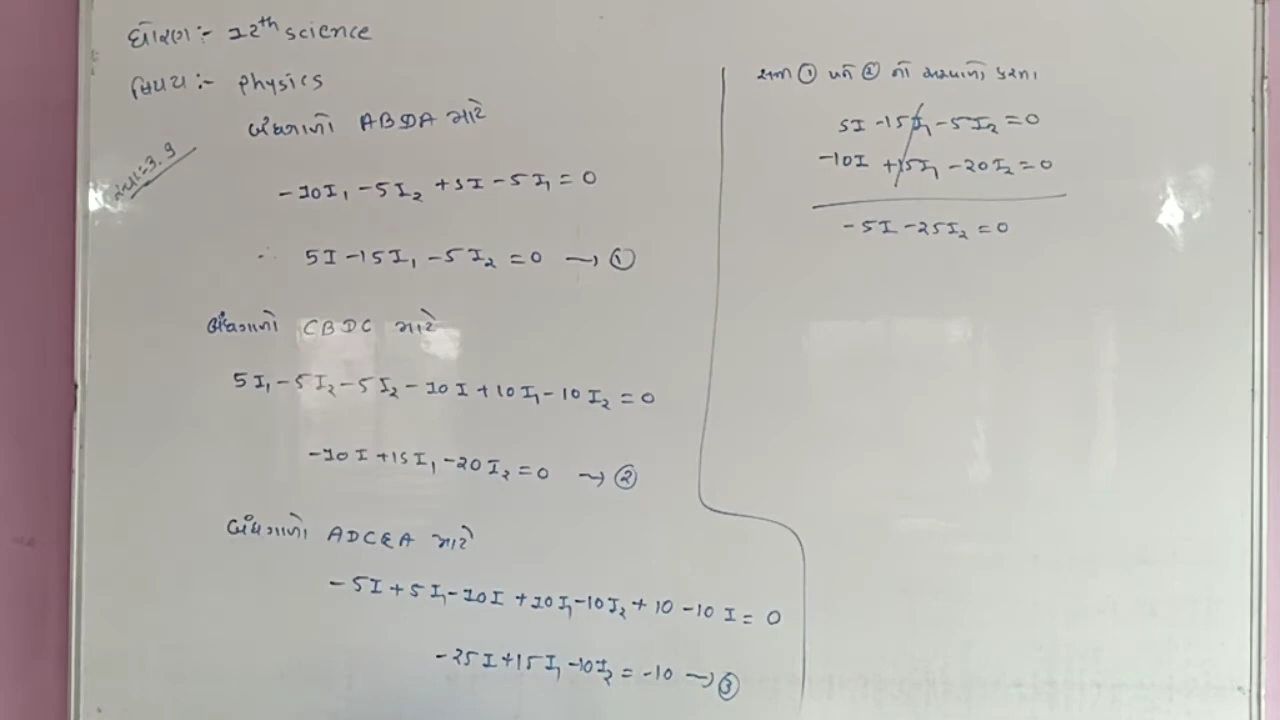 ધોરણ :- 12th science
વિષય :- physics
બંધગાળો ABDA માટે
3.9
-10I₁ -5I₂ +5I -5I₁ = 0
∴ 5I -15I₁ -5I₂ = 0 → ①
બંધગાળો CBDC માટે
5I₁ -5I₂ -5I₂ -10I +10I₁ -10I₂ = 0
-10I +15I₁ -20I₂ = 0 → ②
બંધગાળો ADCEA માટે
-5I +5I₁ -10I +10I₁ -10I₂ +10 -10I = 0
-25I +15I₁ -10I₂ = -10 → ③
સમી ① અને ② નો સરવાળો કરતા
5I -15I₁ -5I₂ = 0
-10I +15I₁ -20I₂ = 0
-5I -25I₂ = 0